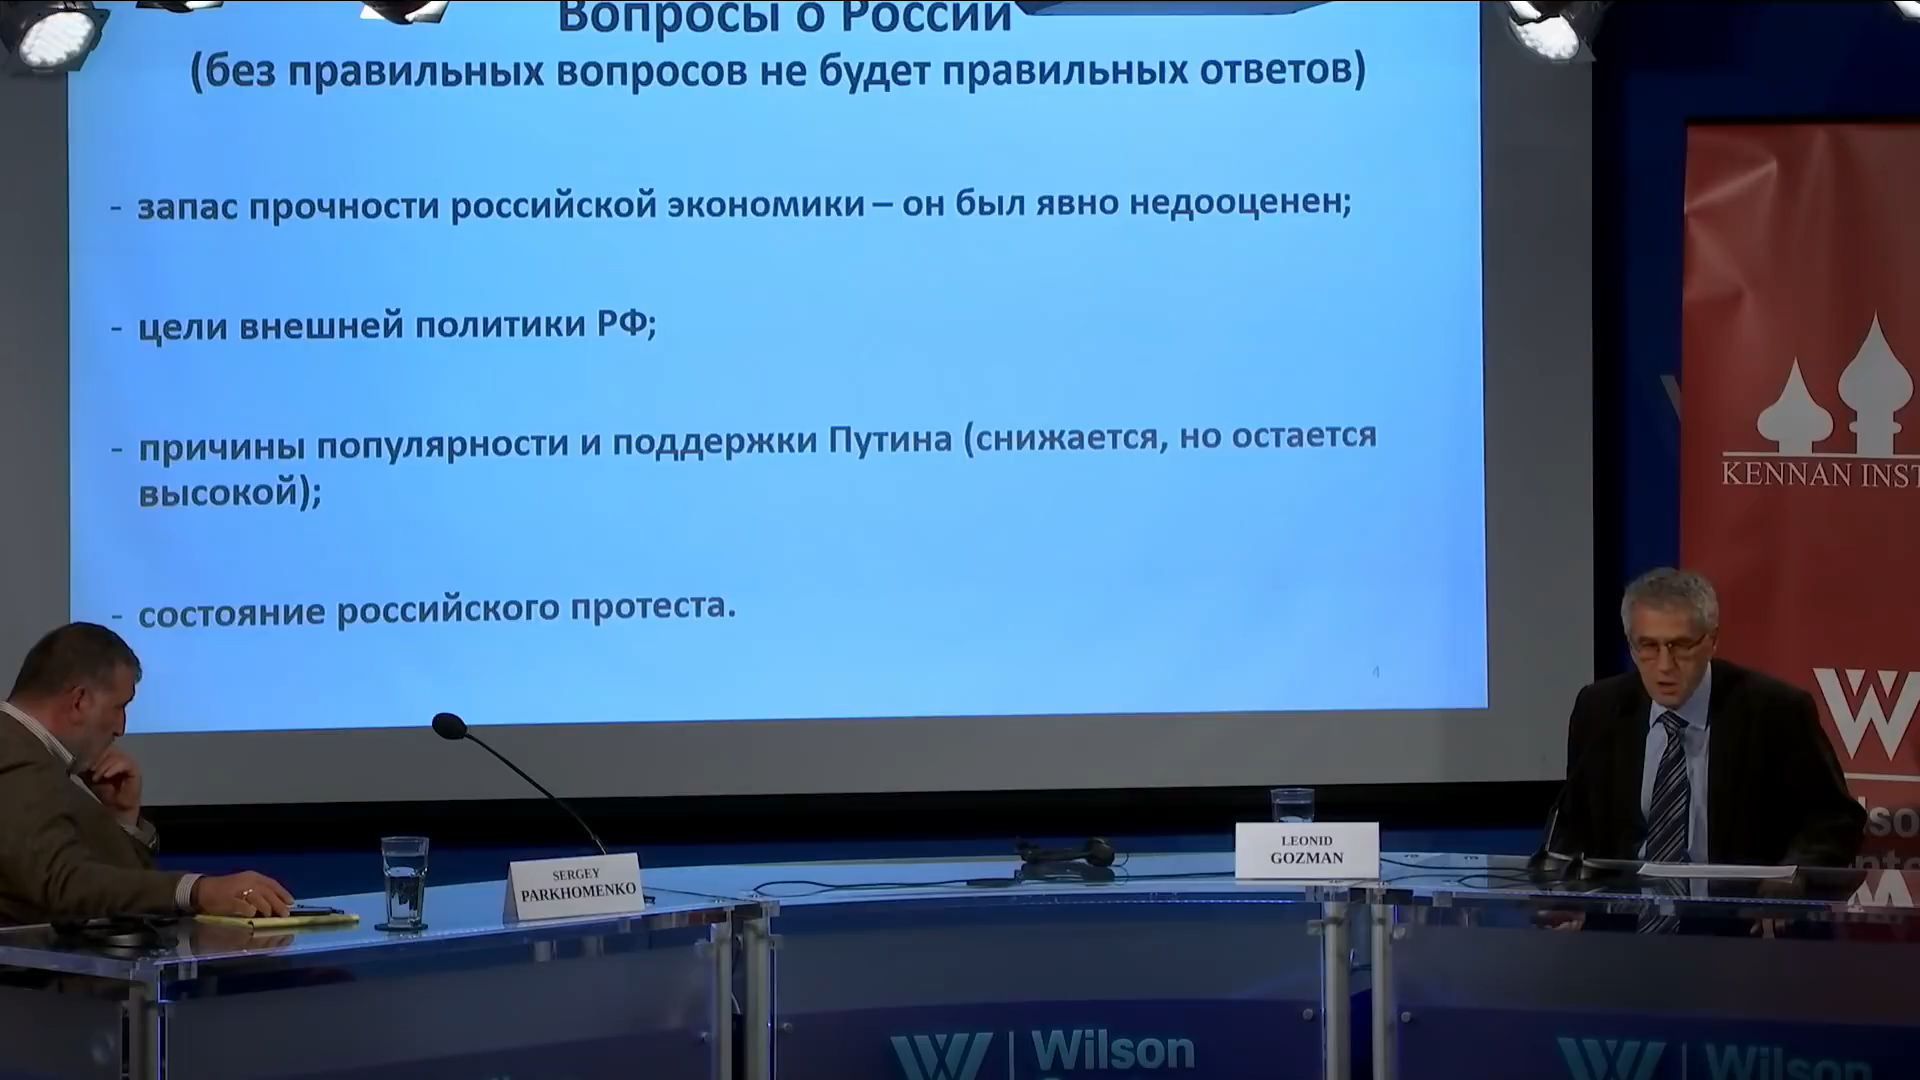 Вопросы о России
(без правильных вопросов не будет правильных ответов)
- запас прочности российской экономики – он был явно недооценен;
- цели внешней политики РФ;
- причины популярности и поддержки Путина (снижается, но остается
высокой);
- состояние российского протеста.
4
KENNAN INST
W
SERGEY
PARKHOMENKO
LEONID
GOZMAN
Wilson
Wilson